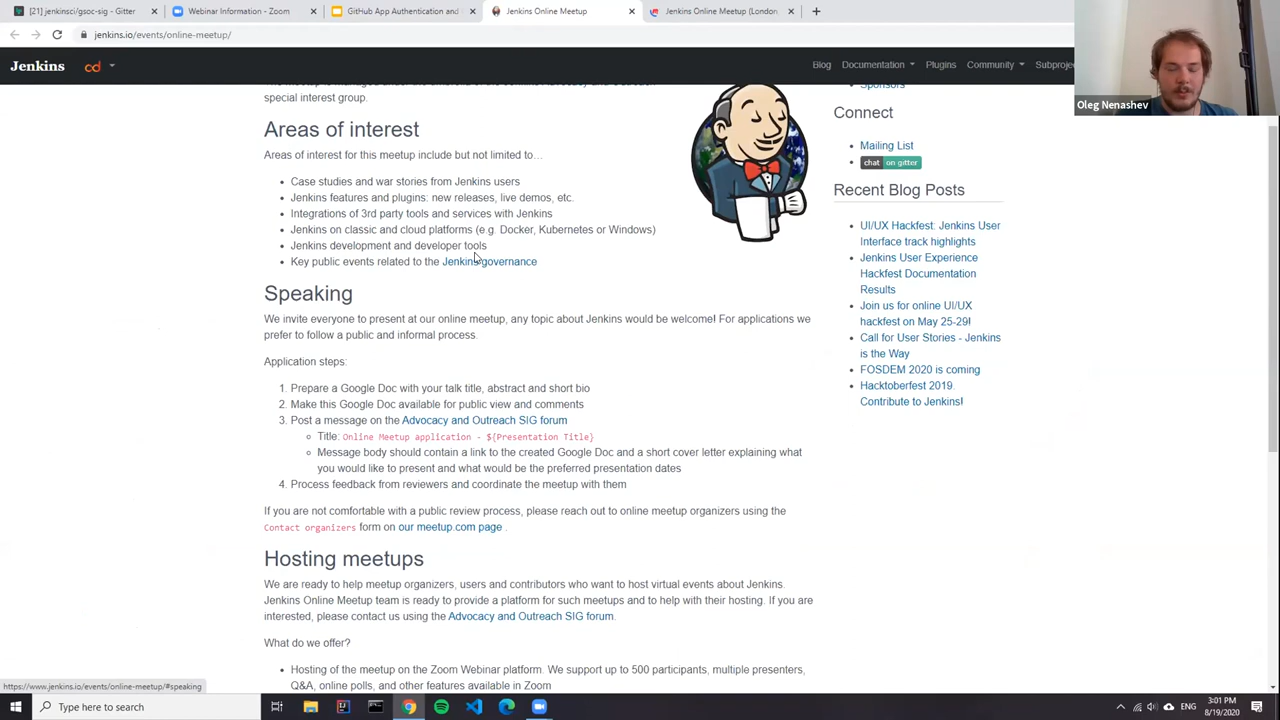 [21] jenkinsci/gsoc-sig - Gitter
Webinar Information - Zoom
GitHub App Authentication and
Jenkins Online Meetup
Jenkins Online Meetup (London
jenkins.io/events/online-meetup/
Jenkins
cd
Blog
Documentation
Plugins
Community
Subproje
Oleg Nenashev
special interest group.
Areas of interest
Areas of interest for this meetup include but not limited to…
Case studies and war stories from Jenkins users
Jenkins features and plugins: new releases, live demos, etc.
Integrations of 3rd party tools and services with Jenkins
Jenkins on classic and cloud platforms (e.g. Docker, Kubernetes or Windows)
Jenkins development and developer tools
Key public events related to the Jenkins governance
Speaking
We invite everyone to present at our online meetup, any topic about Jenkins would be welcome! For applications we
prefer to follow a public and informal process.
Application steps:
1. Prepare a Google Doc with your talk title, abstract and short bio
2. Make this Google Doc available for public view and comments
3. Post a message on the Advocacy and Outreach SIG forum
Title: Online Meetup application - ${Presentation Title}
Message body should contain a link to the created Google Doc and a short cover letter explaining what
you would like to present and what would be the preferred presentation dates
4. Process feedback from reviewers and coordinate the meetup with them
If you are not comfortable with a public review process, please reach out to online meetup organizers using the
Contact organizers form on our meetup.com page .
Hosting meetups
We are ready to help meetup organizers, users and contributors who want to host virtual events about Jenkins.
Jenkins Online Meetup team is ready to provide a platform for such meetups and to help with their hosting. If you are
interested, please contact us using the Advocacy and Outreach SIG forum.
What do we offer?
Hosting of the meetup on the Zoom Webinar platform. We support up to 500 participants, multiple presenters,
Q&A, online polls, and other features available in Zoom
Sponsors
Connect
Mailing List
chat on gitter
Recent Blog Posts
UI/UX Hackfest: Jenkins User
Interface track highlights
Jenkins User Experience
Hackfest Documentation
Results
Join us for online UI/UX
hackfest on May 25-29!
Call for User Stories - Jenkins
is the Way
FOSDEM 2020 is coming
Hacktoberfest 2019.
Contribute to Jenkins!
https://www.jenkins.io/events/online-meetup/#speaking
Type here to search
ENG
3:01 PM
8/19/2020